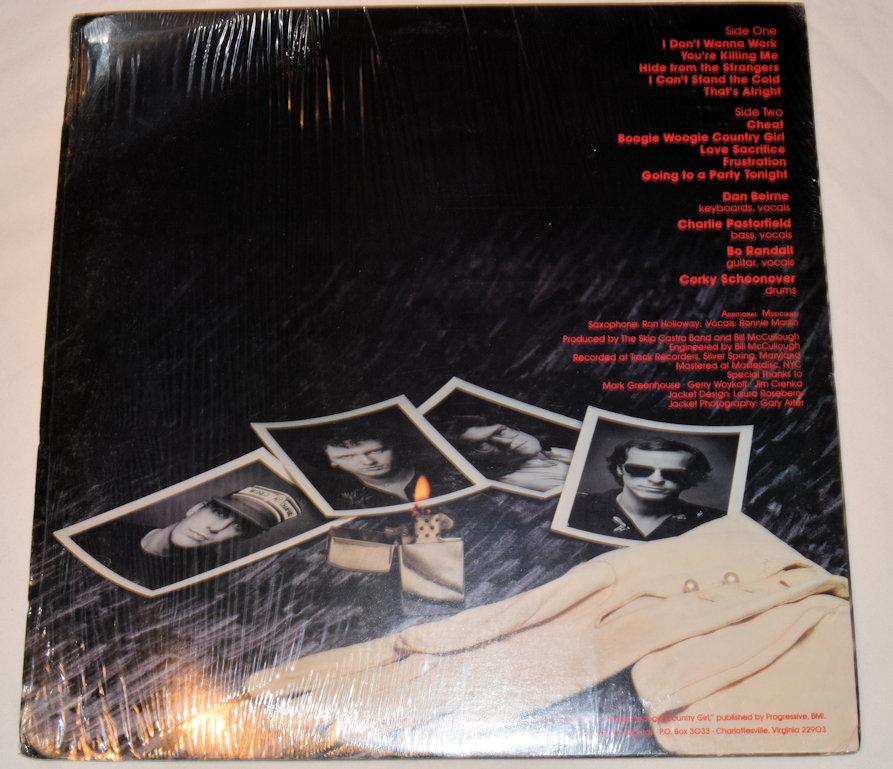 Side One
I Don't Wanna Work
You're Killing Me
Hide from the Strangers
I Can't Stand the Cold
That's Alright
Side Two
Cheat
Boogie Woogie Country Girl
Love Sacrifice
Frustration
Going to a Party Tonight
Dan Beirne
keyboards, vocals
Charlie Pastorfield
bass, vocals
Bo Randall
guitar, vocals
Corky Schoonover
drums
Additional Musicians
Saxophone: Ron Holloway; Vocals: Ronnie Martin
Produced by The Skip Castro Band and Bill McCullough
Engineered by Bill McCullough
Recorded at Track Recorders, Silver Spring, Maryland
Mastered at Masterdisc, NYC
Special Thanks to
Mark Greenhouse · Gerry Woykoff · Jim Crenka
Jacket Design: Laura Roseberry
Jacket Photography: Gary Alter
Country Girl," published by Progressive, BMI.
P.O. Box 3033 · Charlottesville, Virginia 22903